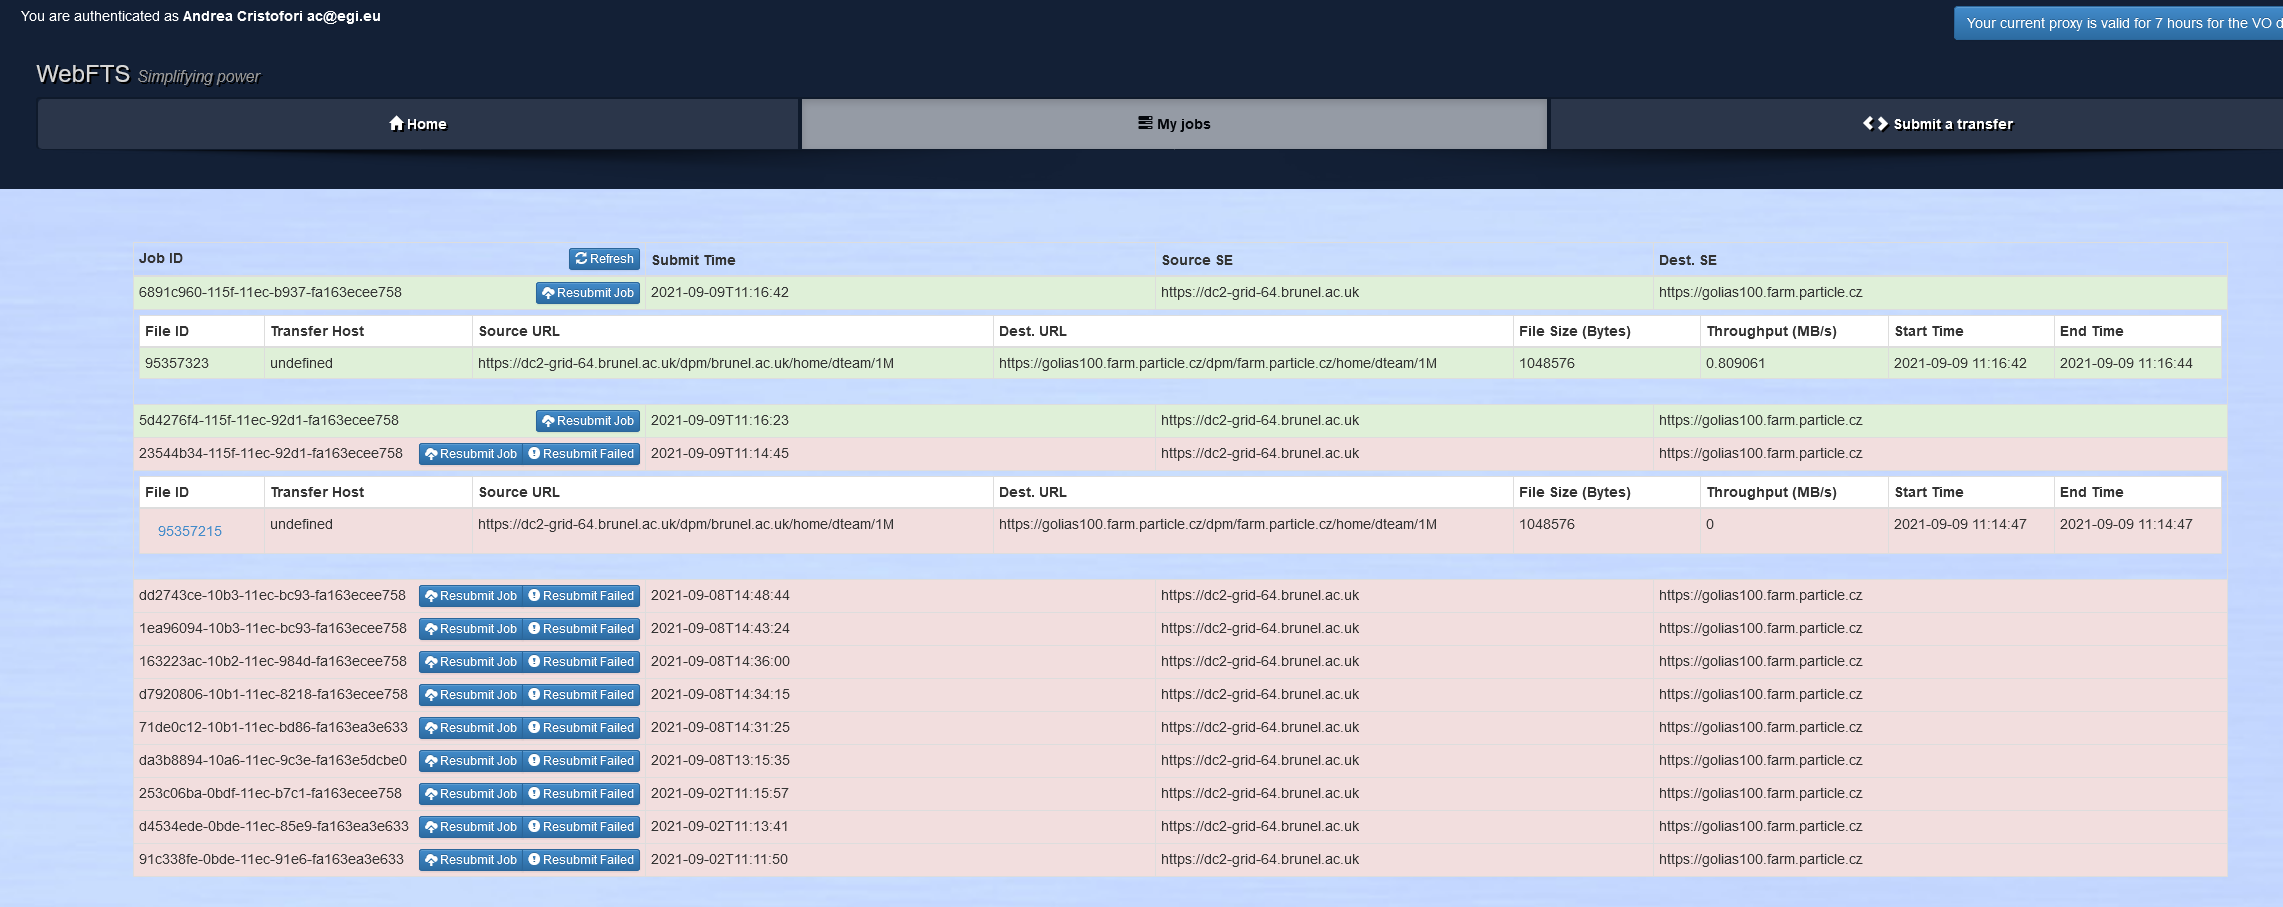 You are authenticated as Andrea Cristofori ac@egi.eu
Your current proxy is valid for 7 hours for the VO d
WebFTS Simplifying power
Home My jobs Submit a transfer
Job ID Refresh Submit Time Source SE Dest. SE
6891c960-115f-11ec-b937-fa163ecee758 Resubmit Job 2021-09-09T11:16:42 https://dc2-grid-64.brunel.ac.uk https://golias100.farm.particle.cz
File ID Transfer Host Source URL Dest. URL File Size (Bytes) Throughput (MB/s) Start Time End Time
95357323 undefined https://dc2-grid-64.brunel.ac.uk/dpm/brunel.ac.uk/home/dteam/1M https://golias100.farm.particle.cz/dpm/farm.particle.cz/home/dteam/1M 1048576 0.809061 2021-09-09 11:16:42 2021-09-09 11:16:44
5d4276f4-115f-11ec-92d1-fa163ecee758 Resubmit Job 2021-09-09T11:16:23 https://dc2-grid-64.brunel.ac.uk https://golias100.farm.particle.cz
23544b34-115f-11ec-92d1-fa163ecee758 Resubmit Job Resubmit Failed 2021-09-09T11:14:45 https://dc2-grid-64.brunel.ac.uk https://golias100.farm.particle.cz
File ID Transfer Host Source URL Dest. URL File Size (Bytes) Throughput (MB/s) Start Time End Time
95357215 undefined https://dc2-grid-64.brunel.ac.uk/dpm/brunel.ac.uk/home/dteam/1M https://golias100.farm.particle.cz/dpm/farm.particle.cz/home/dteam/1M 1048576 0 2021-09-09 11:14:47 2021-09-09 11:14:47
dd2743ce-10b3-11ec-bc93-fa163ecee758 Resubmit Job Resubmit Failed 2021-09-08T14:48:44 https://dc2-grid-64.brunel.ac.uk https://golias100.farm.particle.cz
1ea96094-10b3-11ec-bc93-fa163ecee758 Resubmit Job Resubmit Failed 2021-09-08T14:43:24 https://dc2-grid-64.brunel.ac.uk https://golias100.farm.particle.cz
163223ac-10b2-11ec-984d-fa163ecee758 Resubmit Job Resubmit Failed 2021-09-08T14:36:00 https://dc2-grid-64.brunel.ac.uk https://golias100.farm.particle.cz
d7920806-10b1-11ec-8218-fa163ecee758 Resubmit Job Resubmit Failed 2021-09-08T14:34:15 https://dc2-grid-64.brunel.ac.uk https://golias100.farm.particle.cz
71de0c12-10b1-11ec-bd86-fa163ea3e633 Resubmit Job Resubmit Failed 2021-09-08T14:31:25 https://dc2-grid-64.brunel.ac.uk https://golias100.farm.particle.cz
da3b8894-10a6-11ec-9c3e-fa163e5dcbe0 Resubmit Job Resubmit Failed 2021-09-08T13:15:35 https://dc2-grid-64.brunel.ac.uk https://golias100.farm.particle.cz
253c06ba-0bdf-11ec-b7c1-fa163ecee758 Resubmit Job Resubmit Failed 2021-09-02T11:15:57 https://dc2-grid-64.brunel.ac.uk https://golias100.farm.particle.cz
d4534ede-0bde-11ec-85e9-fa163ea3e633 Resubmit Job Resubmit Failed 2021-09-02T11:13:41 https://dc2-grid-64.brunel.ac.uk https://golias100.farm.particle.cz
91c338fe-0bde-11ec-91e6-fa163ea3e633 Resubmit Job Resubmit Failed 2021-09-02T11:11:50 https://dc2-grid-64.brunel.ac.uk https://golias100.farm.particle.cz